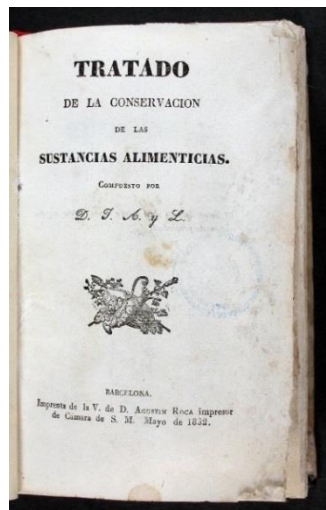 TRATADO
DE LA CONSERVACION
DE LAS
SUSTANCIAS ALIMENTICIAS.
COMPUESTO POR
D. J. A. y L.
BARCELONA.
Imprenta de la V. de D. AGUSTIN ROCA impresor
de Cámara de S. M. Mayo de 1832.